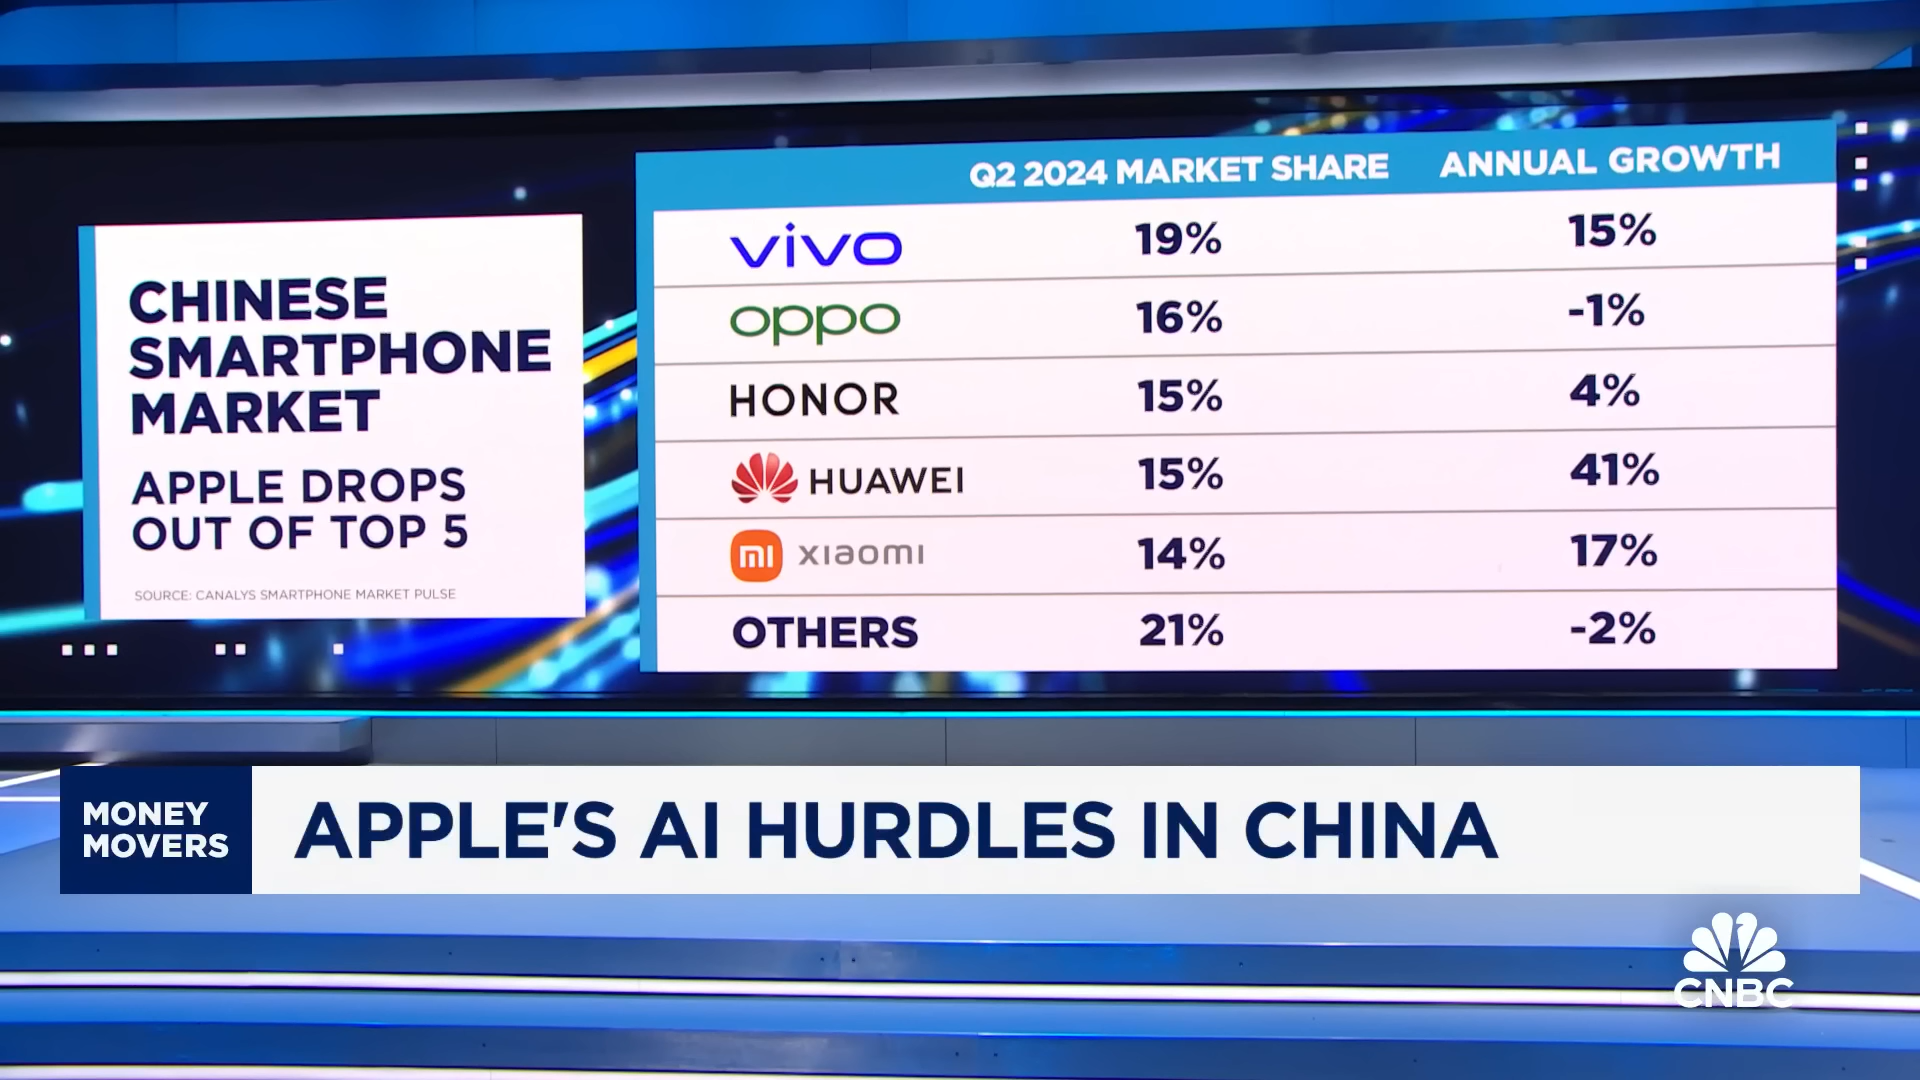 CHINESE
SMARTPHONE
MARKET
APPLE DROPS
OUT OF TOP 5
SOURCE: CANALYS SMARTPHONE MARKET PULSE
Q2 2024 MARKET SHARE ANNUAL GROWTH
vivo 19% 15%
oppo 16% -1%
HONOR 15% 4%
HUAWEI 15% 41%
mi xiaomi 14% 17%
OTHERS 21% -2%
MONEY
MOVERS
APPLE'S AI HURDLES IN CHINA
CNBC